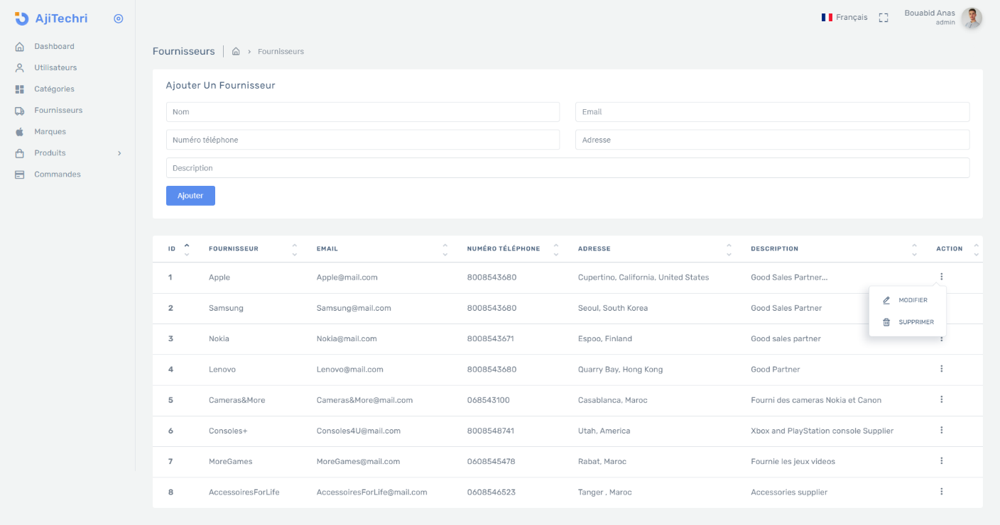 AjiTechri
Français
Bouabid Anas
admin
Dashboard
Utilisateurs
Catégories
Fournisseurs
Marques
Produits
Commandes
Fournisseurs
Fournisseurs
Ajouter Un Fournisseur
Nom
Email
Numéro téléphone
Adresse
Description
Ajouter
ID FOURNISSEUR EMAIL NUMÉRO TÉLÉPHONE ADRESSE DESCRIPTION ACTION
1 Apple Apple@mail.com 8008543680 Cupertino, California, United States Good Sales Partner...
MODIFIER
2 Samsung Samsung@mail.com 8008543680 Seoul, South Korea Good Sales Partner
SUPPRIMER
3 Nokia Nokia@mail.com 8008543671 Espoo, Finland Good sales partner
4 Lenovo Lenovo@mail.com 8008543680 Quarry Bay, Hong Kong Good Partner
5 Cameras&More Cameras&More@mail.com 068543100 Casablanca, Maroc Fourni des cameras Nokia et Canon
6 Consoles+ Consoles4U@mail.com 8008548741 Utah, America Xbox and PlayStation console Supplier
7 MoreGames MoreGames@mail.com 0608545478 Rabat, Maroc Fournie les jeux videos
8 AccessoiresForLife AccessoiresForLife@mail.com 0608546523 Tanger , Maroc Accessories supplier